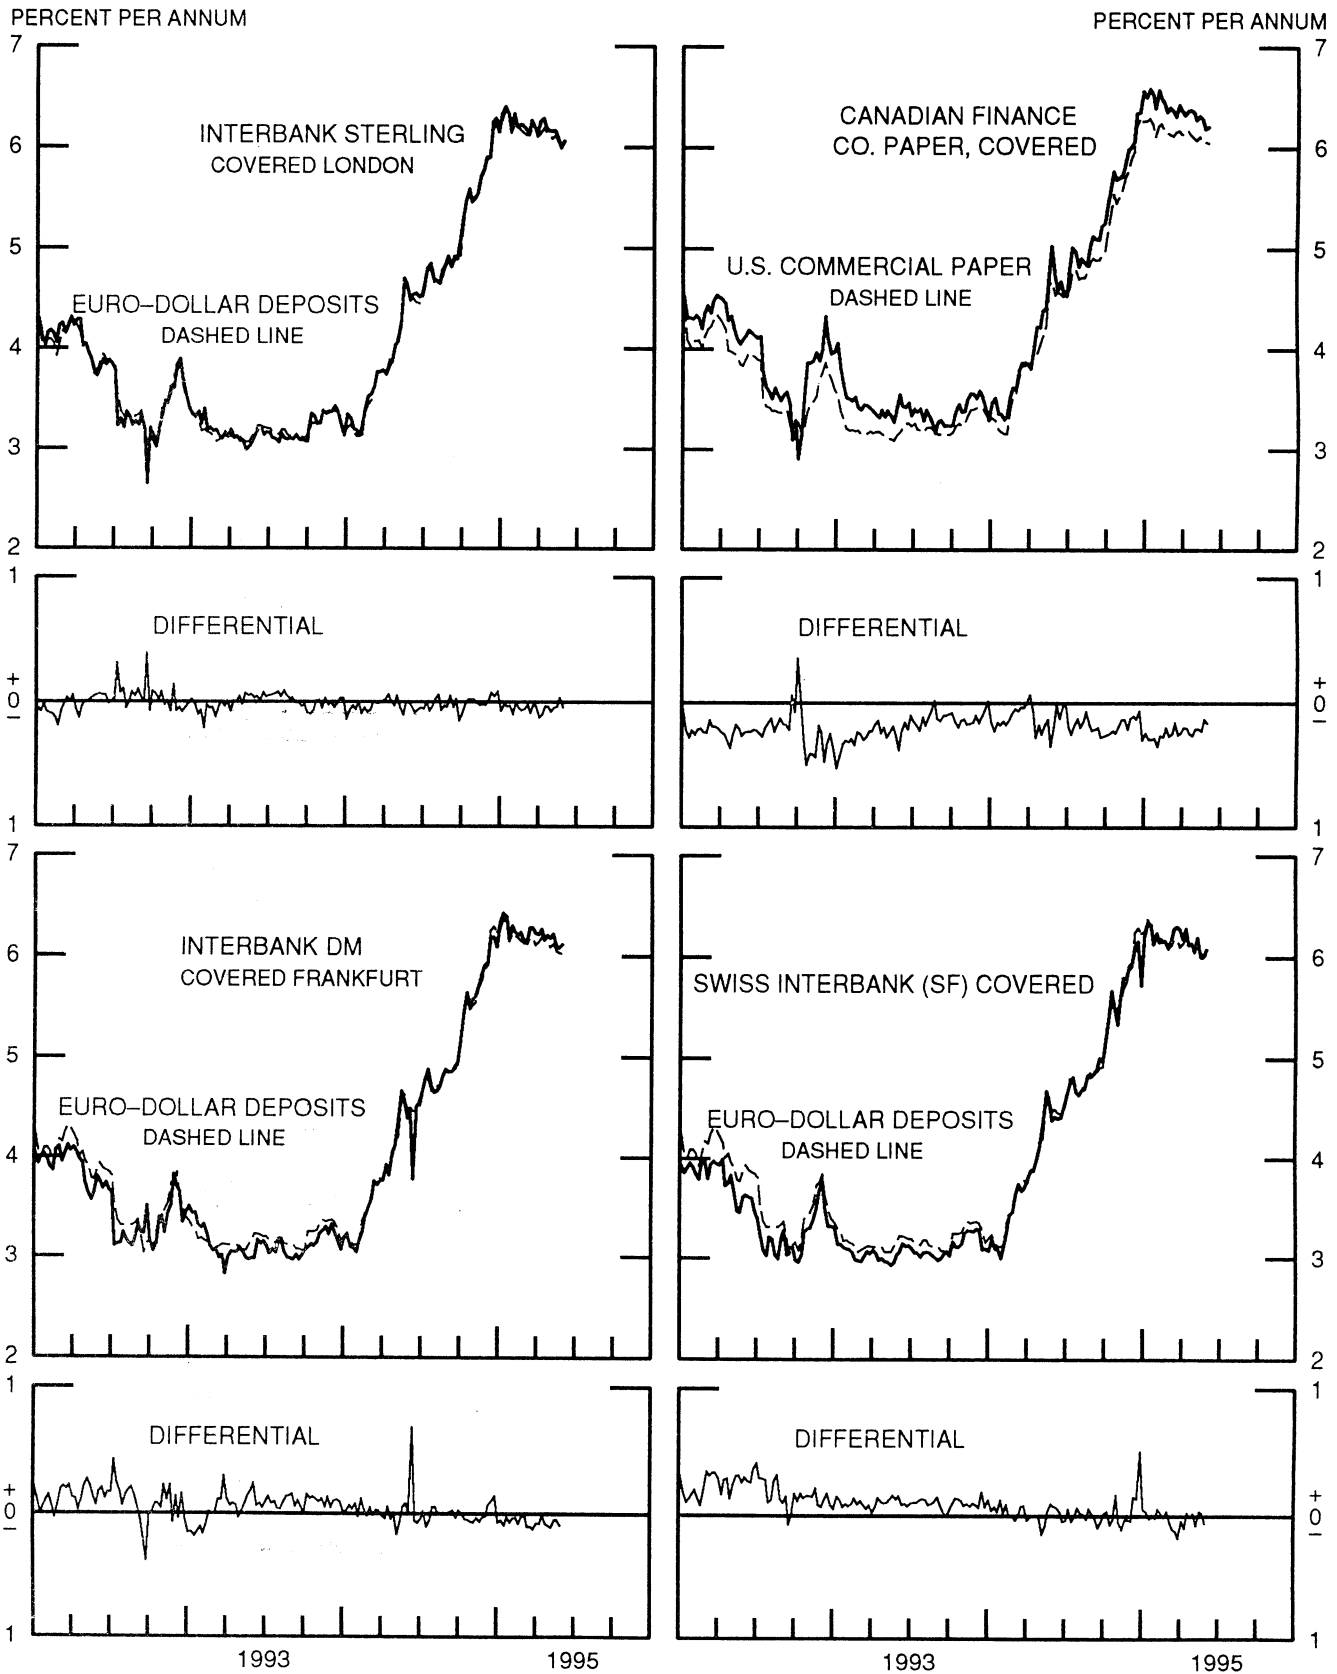 PERCENT PER ANNUM
PERCENT PER ANNUM
7
6
5
4
3
2
INTERBANK STERLING
COVERED LONDON
EURO–DOLLAR DEPOSITS
DASHED LINE
CANADIAN FINANCE
CO. PAPER, COVERED
U.S. COMMERCIAL PAPER
DASHED LINE
7
6
5
4
3
2
1
+
0
–
1
DIFFERENTIAL
DIFFERENTIAL
1
+
0
–
1
7
6
5
4
3
2
INTERBANK DM
COVERED FRANKFURT
EURO–DOLLAR DEPOSITS
DASHED LINE
SWISS INTERBANK (SF) COVERED
EURO–DOLLAR DEPOSITS
DASHED LINE
7
6
5
4
3
2
1
+
0
–
1
DIFFERENTIAL
DIFFERENTIAL
1
+
0
–
1
1993
1995
1993
1995